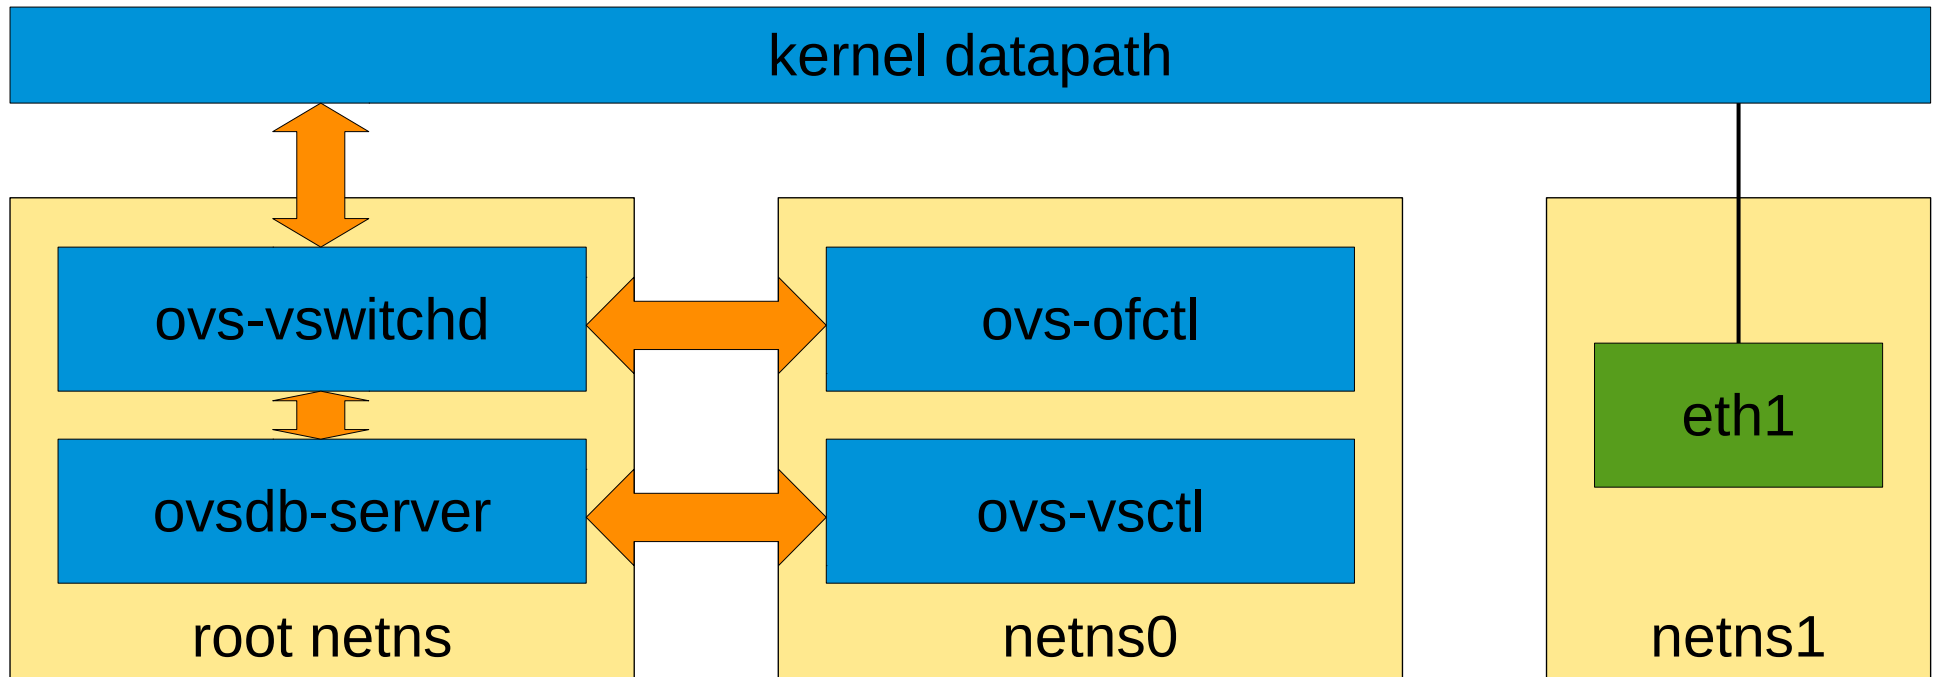 kernel datapath
ovs-vswitchd
ovs-ofctl
eth1
ovsdb-server
ovs-vsctl
root netns
netns0
netns1